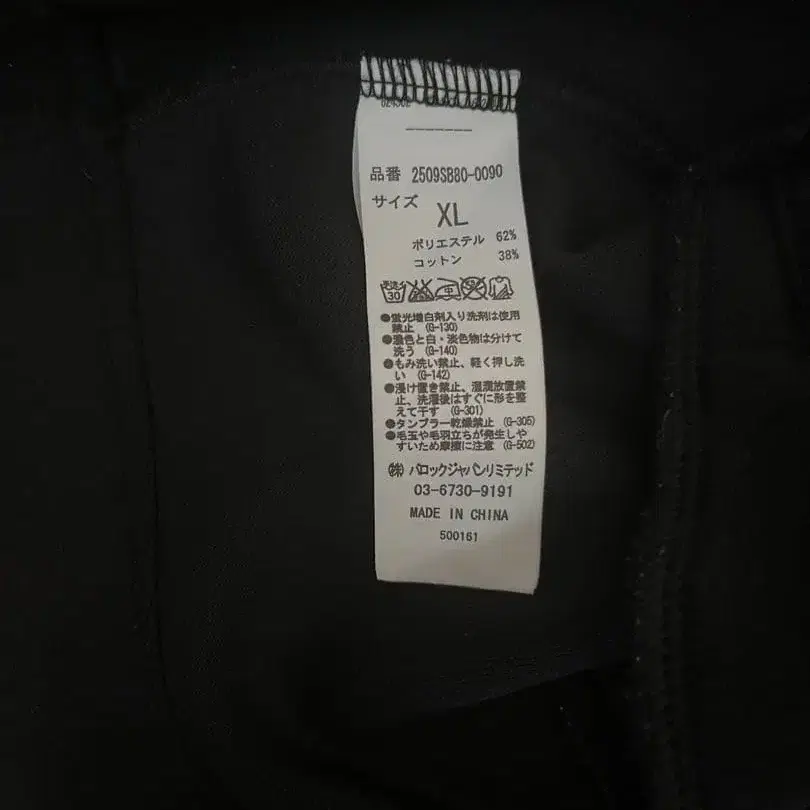 品番 2509SB80-0090
サイズ
XL
ポリエステル 62%
コットン 38%
30
●蛍光増白剤入り洗剤は使用
禁止 (G-130)
●濃色と白・淡色物は分けて
洗う (G-140)
●もみ洗い禁止、軽く押し洗
い (G-142)
●浸け置き禁止、湿潤放置禁
止、洗濯後はすぐに形を整
えて干す (G-301)
●タンブラー乾燥禁止 (G-305)
●毛玉や毛羽立ちが発生しや
すいため摩擦に注意 (G-502)
㈱バロックジャパンリミテッド
03-6730-9191
MADE IN CHINA
500161